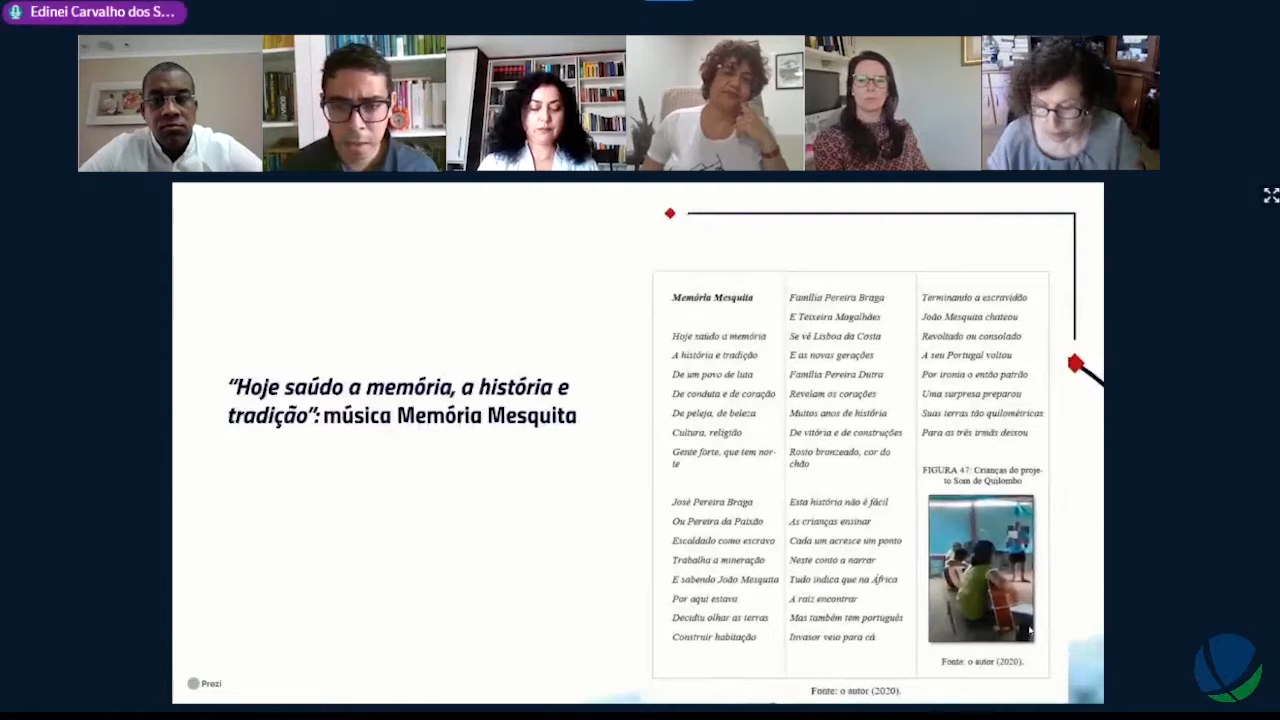 Edinei Carvalho dos S...
“Hoje saúdo a memória, a história e
tradição”: música Memória Mesquita
Memória Mesquita
Hoje saúdo a memória
A história e tradição
De um povo de luta
De conduta e de coração
De peleja, de beleza
Cultura, religião
Gente forte, que tem nor-
te
José Pereira Braga
Ou Pereira da Paixão
Escaldado como escravo
Trabalha a mineração
E sabendo João Mesquita
Por aqui estava
Decidiu olhar as terras
Construir habitação
Família Pereira Braga
E Teixeira Magalhães
Se vê Lisboa da Costa
E as novas gerações
Família Pereira Dutra
Revelam os corações
Muitos anos de história
De vitória e de construções
Rosto bronzeado, cor do
chão
Esta história não é fácil
As crianças ensinar
Cada um acresce um ponto
Neste conto a narrar
Tudo indica que na África
A raiz encontrar
Mas também tem português
Invasor veio para cá
Terminando a escravidão
João Mesquita chateou
Revoltado ou consolado
A seu Portugal voltou
Por ironia o então patrão
Uma surpresa preparou
Suas terras tão quilométricas
Para as três irmãs deixou
FIGURA 47: Crianças do proje-
to Som de Quilombo
Fonte: o autor (2020).
Fonte: o autor (2020).
Prezi